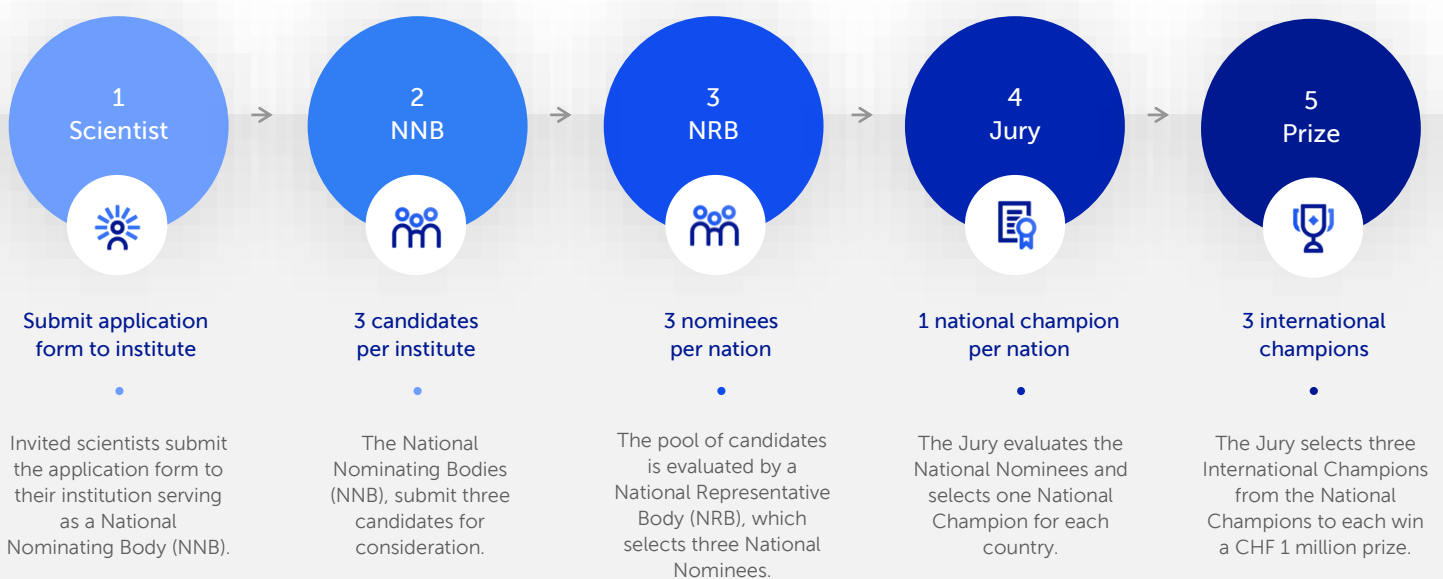 1
Scientist
Submit application
form to institute
Invited scientists submit
the application form to
their institution serving
as a National
Nominating Body (NNB).
2
NNB
3 candidates
per institute
The National
Nominating Bodies
(NNB), submit three
candidates for
consideration.
3
NRB
3 nominees
per nation
The pool of candidates
is evaluated by a
National Representative
Body (NRB), which
selects three National
Nominees.
4
Jury
1 national champion
per nation
The Jury evaluates the
National Nominees and
selects one National
Champion for each
country.
5
Prize
3 international
champions
The Jury selects three
International Champions
from the National
Champions to each win
a CHF 1 million prize.